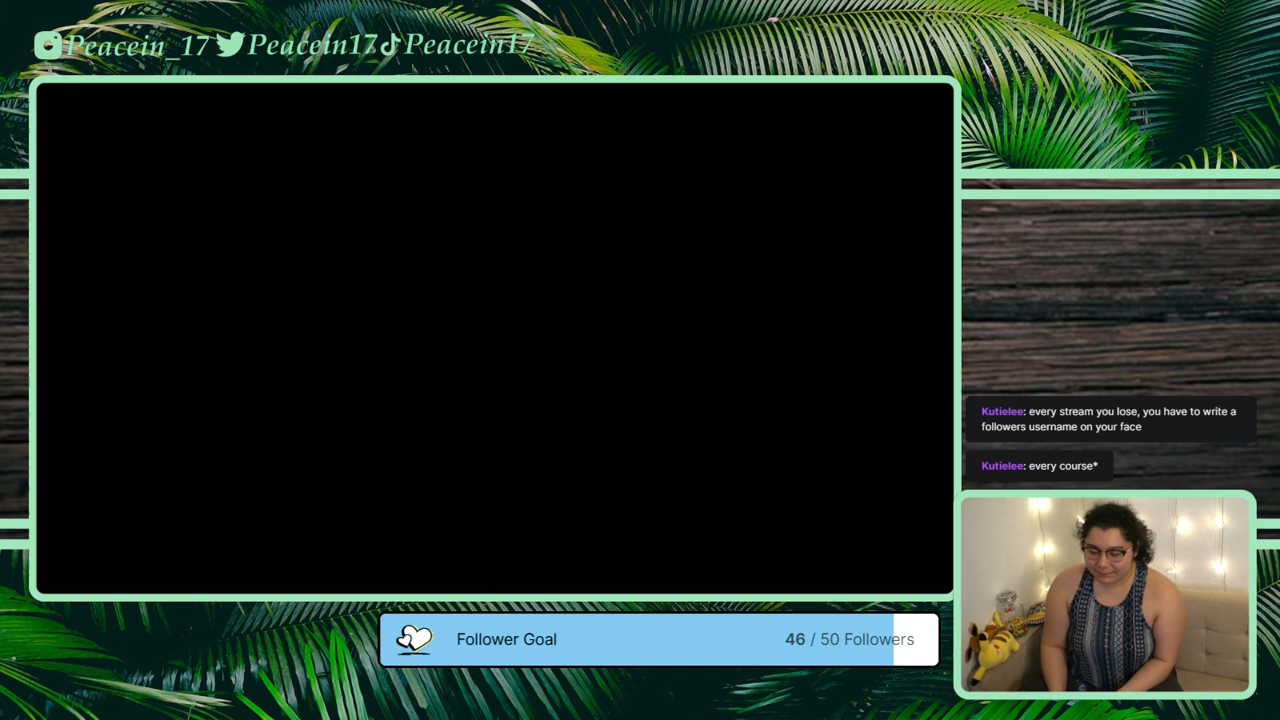 Peacein_17 Peacein17 Peacein17
Kutielee: every stream you lose, you have to write a
followers username on your face
Kutielee: every course*
Follower Goal 46 / 50 Followers